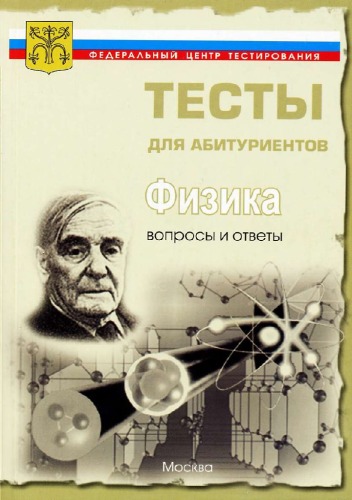 ФЕДЕРАЛЬНЫЙ ЦЕНТР ТЕСТИРОВАНИЯ
ТЕСТЫ
ДЛЯ АБИТУРИЕНТОВ
Физика
вопросы и ответы
Москва